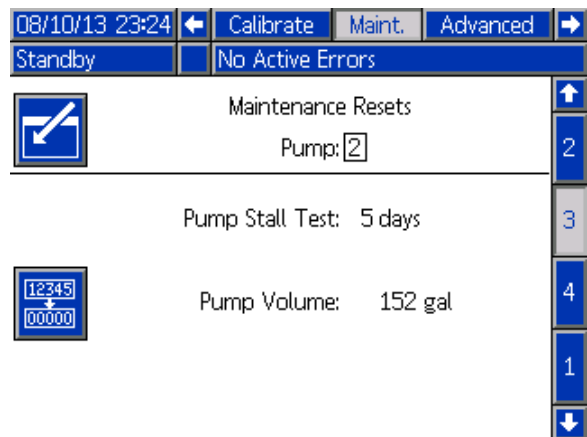 08/10/13 23:24 Calibrate Maint. Advanced
Standby No Active Errors
Maintenance Resets
Pump: 2
2
Pump Stall Test: 5 days
3
12345
00000
Pump Volume: 152 gal
4
1